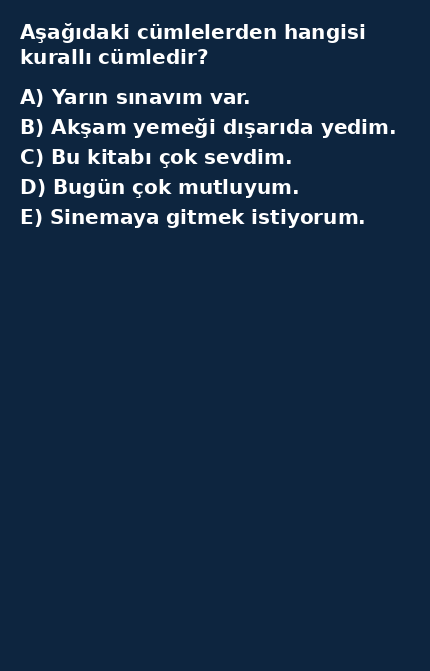 Aşağıdaki cümlelerden hangisi
kurallı cümledir?
A) Yarın sınavım var.
B) Akşam yemeği dışarıda yedim.
C) Bu kitabı çok sevdim.
D) Bugün çok mutluyum.
E) Sinemaya gitmek istiyorum.